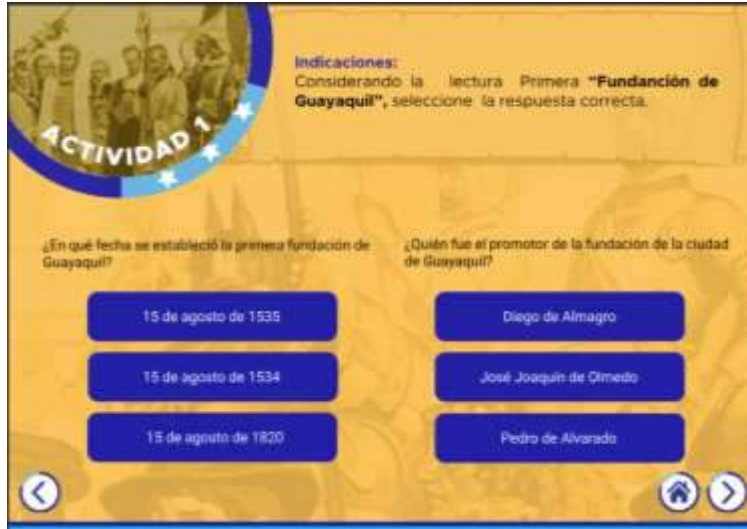 ACTIVIDAD 1
Indicaciones:
Considerando la lectura Primera "Fundanción de
Guayaquil", seleccione la respuesta correcta.
¿En qué fecha se estableció la primera fundación de
Guayaquil?
15 de agosto de 1535
15 de agosto de 1534
15 de agosto de 1820
¿Quién fue el promotor de la fundación de la ciudad
de Guayaquil?
Diego de Almagro
José Joaquín de Olmedo
Pedro de Alvarado